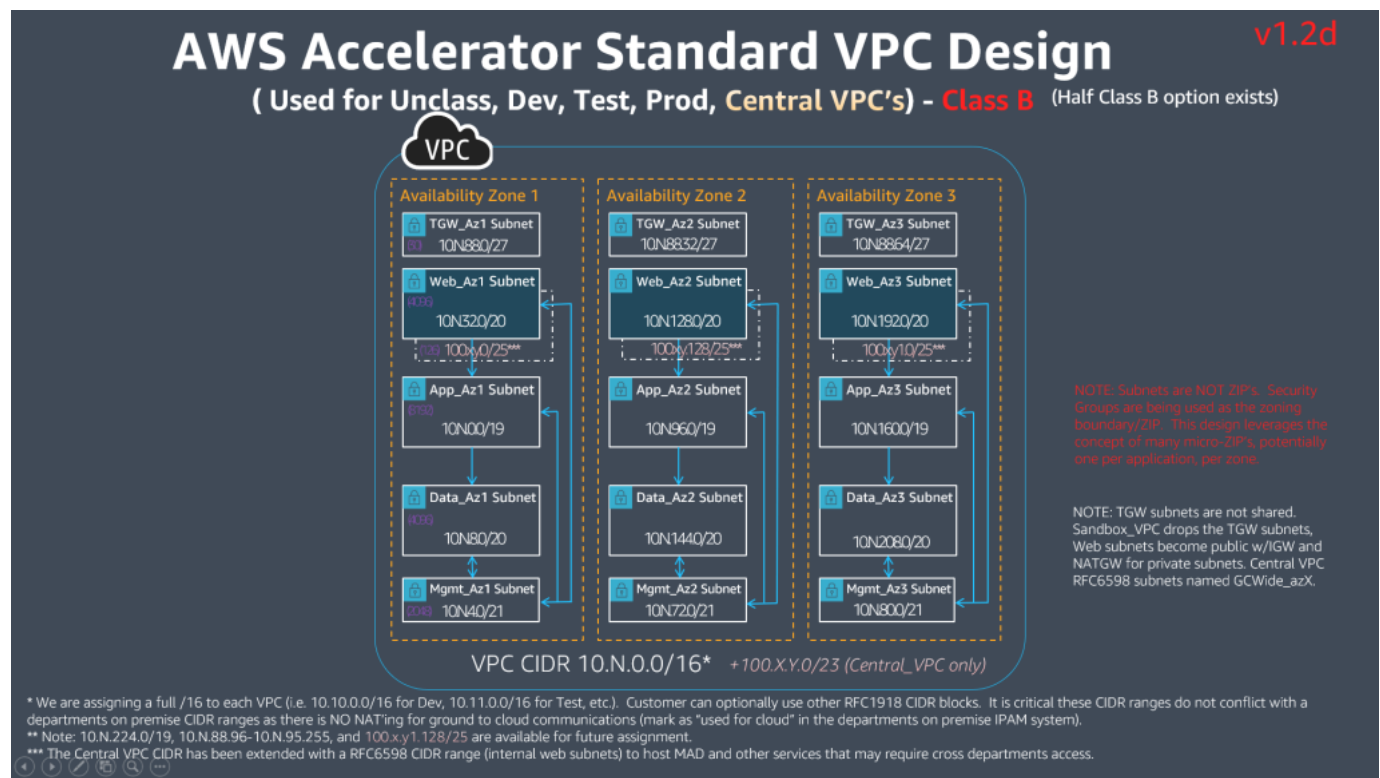 v1.2d
AWS Accelerator Standard VPC Design
( Used for Unclass, Dev, Test, Prod, Central VPC's) - Class B (Half Class B option exists)
VPC
Availability Zone 1
TGW_Az1 Subnet
(30) 10N880/27
Web_Az1 Subnet
(4096)
10N320/20
(126) 100xy.0/25***
App_Az1 Subnet
(8192)
10N00/19
Data_Az1 Subnet
(4096)
10N80/20
Mgmt_Az1 Subnet
(2048) 10N40/21
Availability Zone 2
TGW_Az2 Subnet
10N8832/27
Web_Az2 Subnet
10N1280/20
100xy.128/25***
App_Az2 Subnet
10N960/19
Data_Az2 Subnet
10N1440/20
Mgmt_Az2 Subnet
10N720/21
Availability Zone 3
TGW_Az3 Subnet
10N8864/27
Web_Az3 Subnet
10N1920/20
100xy1.0/25***
App_Az3 Subnet
10N1600/19
Data_Az3 Subnet
10N2080/20
Mgmt_Az3 Subnet
10N800/21
VPC CIDR 10.N.0.0/16* +100.X.Y.0/23 (Central_VPC only)
NOTE: Subnets are NOT ZIP's. Security
Groups are being used as the zoning
boundary/ZIP. This design leverages the
concept of many micro-ZIP's, potentially
one per application, per zone.
NOTE: TGW subnets are not shared.
Sandbox_VPC drops the TGW subnets,
Web subnets become public w/IGW and
NATGW for private subnets. Central VPC
RFC6598 subnets named GCWide_azX.
* We are assigning a full /16 to each VPC (i.e. 10.10.0.0/16 for Dev, 10.11.0.0/16 for Test, etc.). Customer can optionally use other RFC1918 CIDR blocks. It is critical these CIDR ranges do not conflict with a
departments on premise CIDR ranges as there is NO NAT'ing for ground to cloud communications (mark as "used for cloud" in the departments on premise IPAM system).
** Note: 10.N.224.0/19, 10.N.88.96-10.N.95.255, and 100.x.y1.128/25 are available for future assignment.
*** The Central VPC CIDR has been extended with a RFC6598 CIDR range (internal web subnets) to host MAD and other services that may require cross departments access.